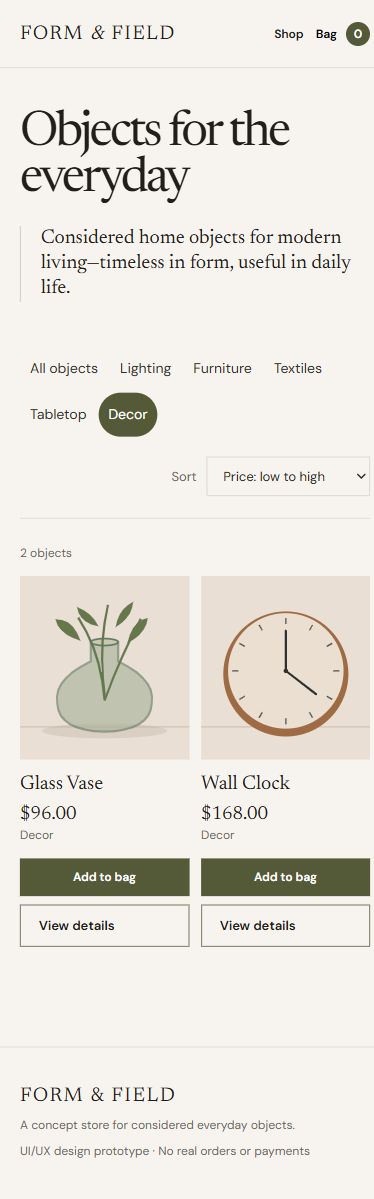 FORM & FIELD
Shop Bag 0
Objects for the
everyday
Considered home objects for modern
living—timeless in form, useful in daily
life.
All objects Lighting Furniture Textiles
Tabletop Decor
Sort Price: low to high
2 objects
Glass Vase
$96.00
Decor
Add to bag
View details
Wall Clock
$168.00
Decor
Add to bag
View details
FORM & FIELD
A concept store for considered everyday objects.
UI/UX design prototype · No real orders or payments